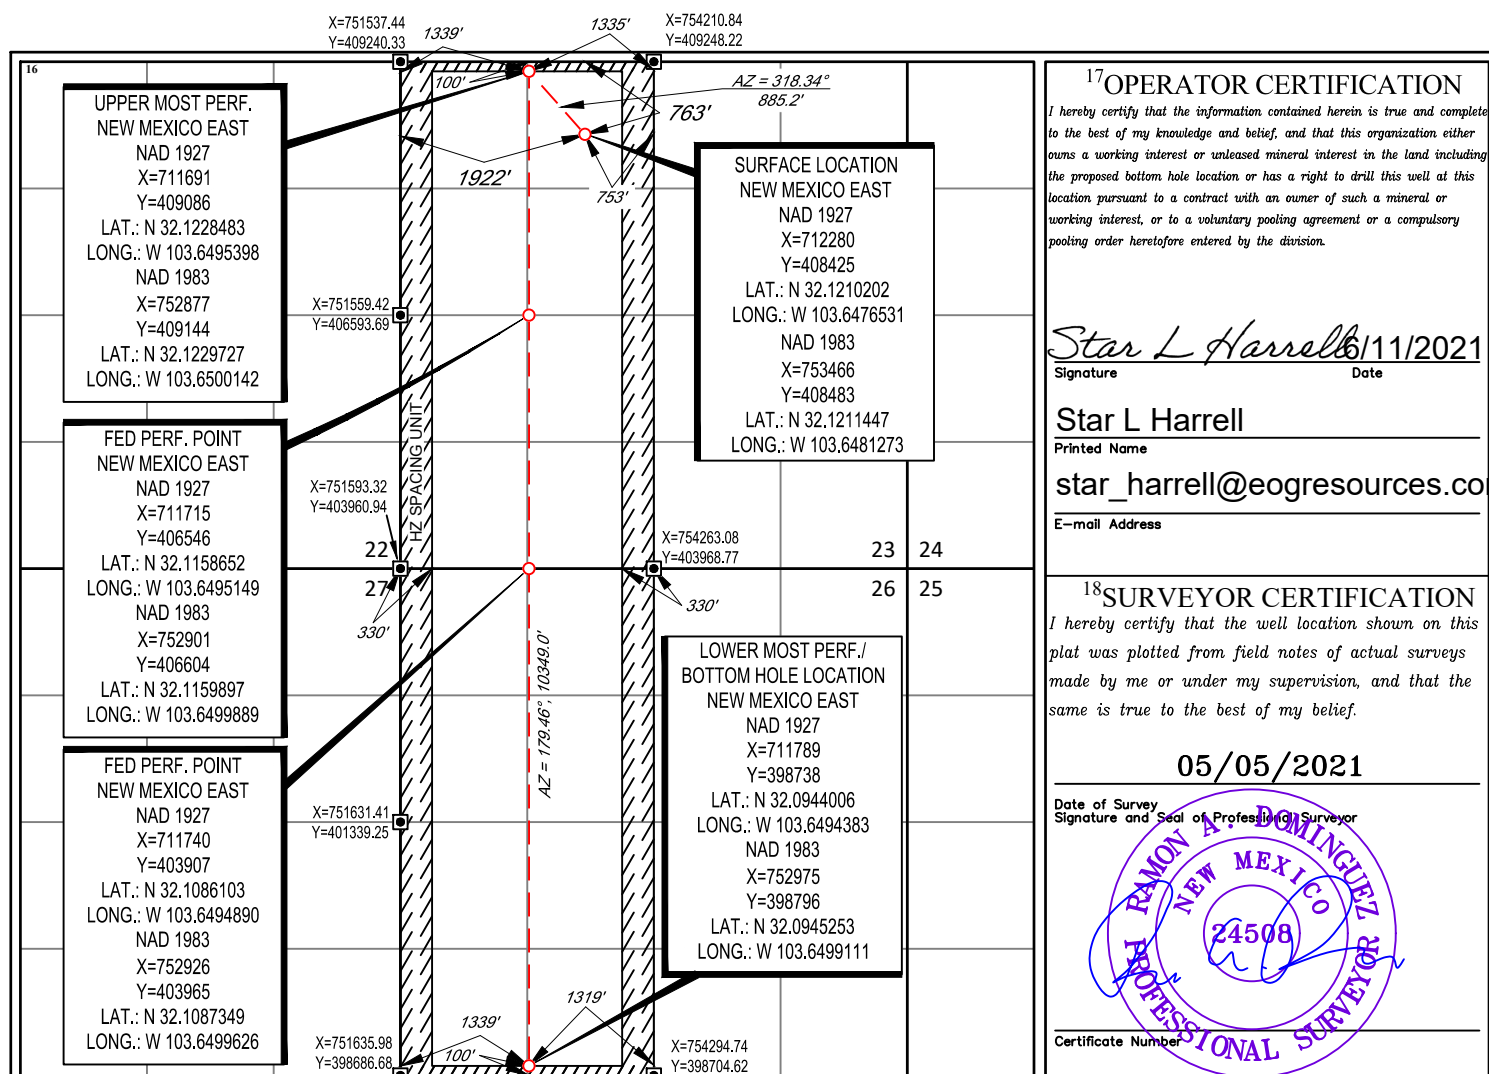 X=751537.44
Y=409240.33
1339'
1335'
X=754210.84
Y=409248.22
16
100'
AZ = 318.34°
885.2'
763'
1922'
753'
UPPER MOST PERF.
NEW MEXICO EAST
NAD 1927
X=711691
Y=409086
LAT.: N 32.1228483
LONG.: W 103.6495398
NAD 1983
X=752877
Y=409144
LAT.: N 32.1229727
LONG.: W 103.6500142
SURFACE LOCATION
NEW MEXICO EAST
NAD 1927
X=712280
Y=408425
LAT.: N 32.1210202
LONG.: W 103.6476531
NAD 1983
X=753466
Y=408483
LAT.: N 32.1211447
LONG.: W 103.6481273
X=751559.42
Y=406593.69
FED PERF. POINT
NEW MEXICO EAST
NAD 1927
X=711715
Y=406546
LAT.: N 32.1158652
LONG.: W 103.6495149
NAD 1983
X=752901
Y=406604
LAT.: N 32.1159897
LONG.: W 103.6499889
HZ SPACING UNIT
X=751593.32
Y=403960.94
X=754263.08
Y=403968.77
22
27
23
24
26
25
330'
330'
AZ = 179.46°, 10349.0'
FED PERF. POINT
NEW MEXICO EAST
NAD 1927
X=711740
Y=403907
LAT.: N 32.1086103
LONG.: W 103.6494890
NAD 1983
X=752926
Y=403965
LAT.: N 32.1087349
LONG.: W 103.6499626
LOWER MOST PERF./
BOTTOM HOLE LOCATION
NEW MEXICO EAST
NAD 1927
X=711789
Y=398738
LAT.: N 32.0944006
LONG.: W 103.6494383
NAD 1983
X=752975
Y=398796
LAT.: N 32.0945253
LONG.: W 103.6499111
X=751631.41
Y=401339.25
1339'
1319'
100'
X=751635.98
Y=398686.68
X=754294.74
Y=398704.62
17 OPERATOR CERTIFICATION
I hereby certify that the information contained herein is true and complete
to the best of my knowledge and belief, and that this organization either
owns a working interest or unleased mineral interest in the land including
the proposed bottom hole location or has a right to drill this well at this
location pursuant to a contract with an owner of such a mineral or
working interest, or to a voluntary pooling agreement or a compulsory
pooling order heretofore entered by the division.
Star L Harrell 6/11/2021
Signature Date
Star L Harrell
Printed Name
star_harrell@eogresources.co
E-mail Address
18 SURVEYOR CERTIFICATION
I hereby certify that the well location shown on this
plat was plotted from field notes of actual surveys
made by me or under my supervision, and that the
same is true to the best of my belief.
05/05/2021
Date of Survey
Signature and Seal of Professional Surveyor
RAMON A. DOMINGUEZ
NEW MEXICO
24508
PROFESSIONAL SURVEYOR
Certificate Number